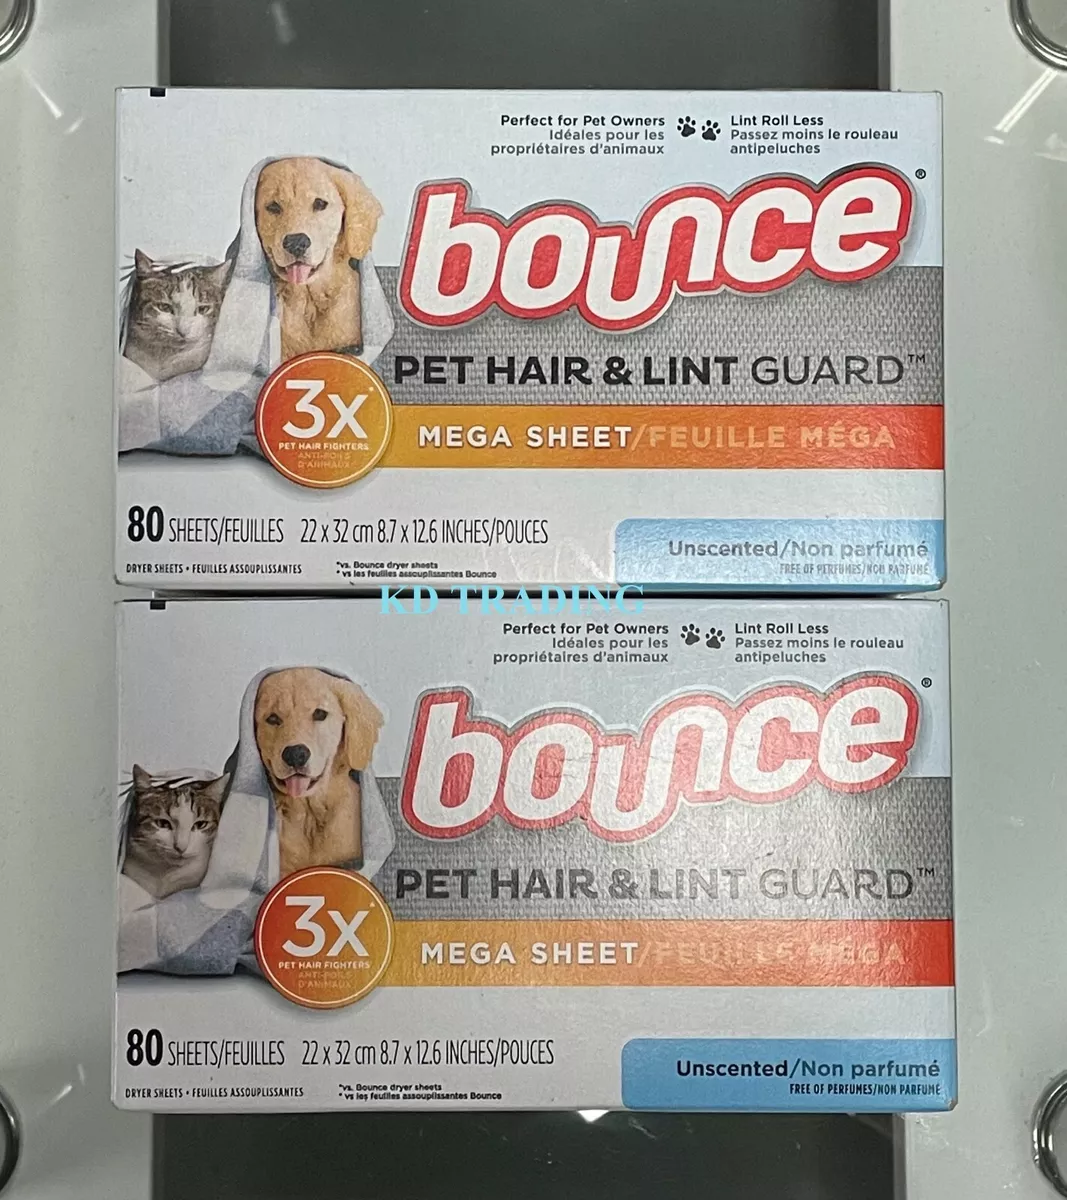 Perfect for Pet Owners
Idéales pour les
propriétaires d'animaux
Lint Roll Less
Passez moins le rouleau
antipeluches
bounce®
PET HAIR & LINT GUARD™
3x*
PET HAIR FIGHTERS
ANTI-POILS
D'ANIMAUX
MEGA SHEET/FEUILLE MÉGA
80 SHEETS/FEUILLES 22 x 32 cm 8.7 x 12.6 INCHES/POUCES
DRYER SHEETS • FEUILLES ASSOUPLISSANTES
*vs. Bounce dryer sheets
* vs les feuilles assouplissantes Bounce
Unscented/Non parfumé
FREE OF PERFUMES/NON PARFUMÉ
KD TRADING
Perfect for Pet Owners
Idéales pour les
propriétaires d'animaux
Lint Roll Less
Passez moins le rouleau
antipeluches
bounce®
PET HAIR & LINT GUARD™
3x*
PET HAIR FIGHTERS
ANTI-POILS
D'ANIMAUX
MEGA SHEET/FEUILLE MÉGA
80 SHEETS/FEUILLES 22 x 32 cm 8.7 x 12.6 INCHES/POUCES
DRYER SHEETS • FEUILLES ASSOUPLISSANTES
*vs. Bounce dryer sheets
* vs les feuilles assouplissantes Bounce
Unscented/Non parfumé
FREE OF PERFUMES/NON PARFUMÉ